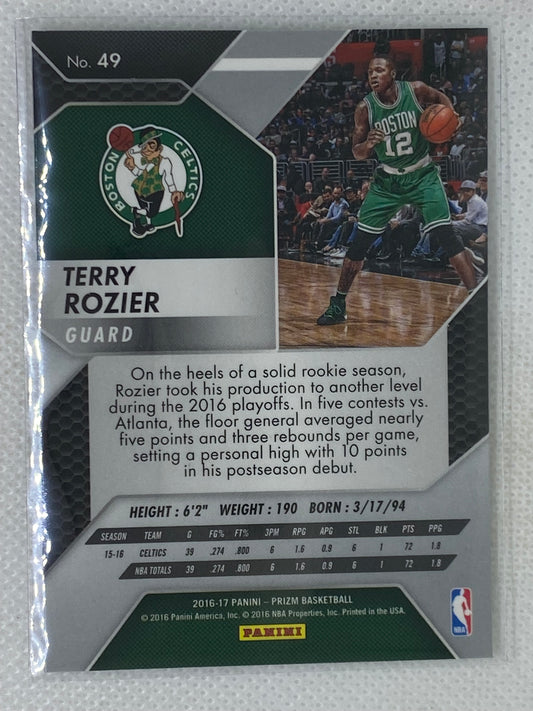 No. 49
BOSTON CELTICS
BOSTON
12
TERRY
ROZIER
GUARD
On the heels of a solid rookie season,
Rozier took his production to another level
during the 2016 playoffs. In five contests vs.
Atlanta, the floor general averaged nearly
five points and three rebounds per game,
setting a personal high with 10 points
in his postseason debut.
HEIGHT : 6'2" WEIGHT : 190 BORN : 3/17/94
SEASON TEAM G FG% FT% 3PM RPG APG STL BLK PTS PPG
15-16 CELTICS 39 .274 .800 6 1.6 0.9 6 1 72 1.8
NBA TOTALS 39 .274 .800 6 1.6 0.9 6 1 72 1.8
2016-17 PANINI – PRIZM BASKETBALL
© 2016 Panini America, Inc. © 2016 NBA Properties, Inc. Printed in the USA.
PANINI
NBA